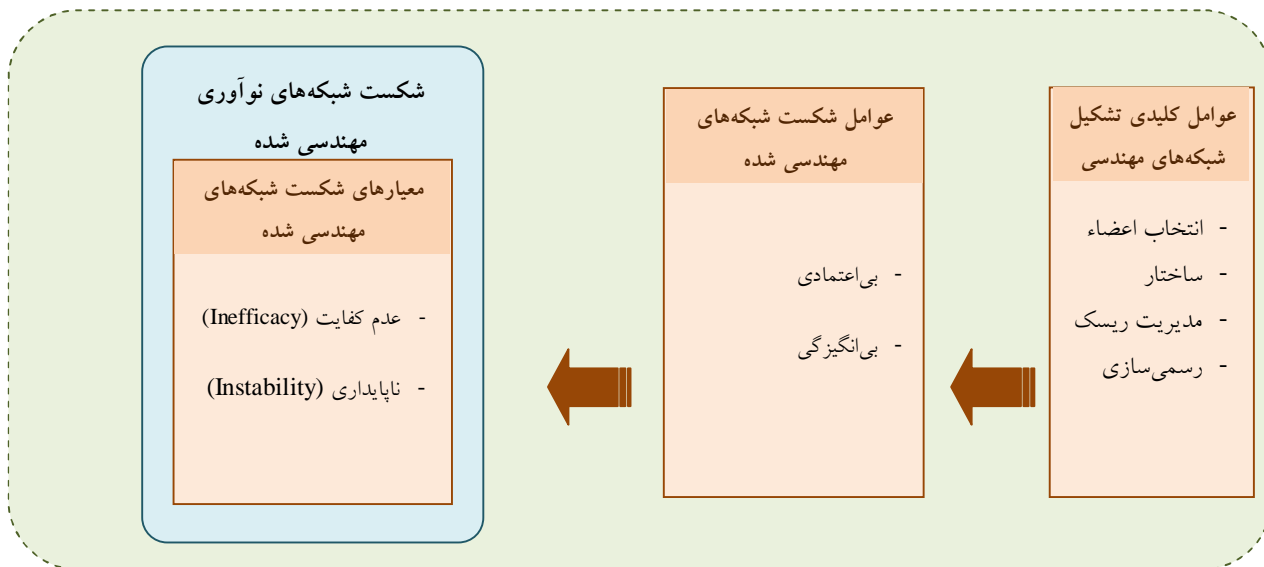 عوامل کلیدی تشکیل
شبکه‌های مهندسی
- انتخاب اعضاء
- ساختار
- مدیریت ریسک
- رسمی‌سازی
عوامل شکست شبکه‌های
مهندسی شده
- بی‌اعتمادی
- بی‌انگیزگی
شکست شبکه‌های نوآوری
مهندسی شده
معیارهای شکست شبکه‌های
مهندسی شده
- عدم کفایت (Inefficacy)
- ناپایداری (Instability)